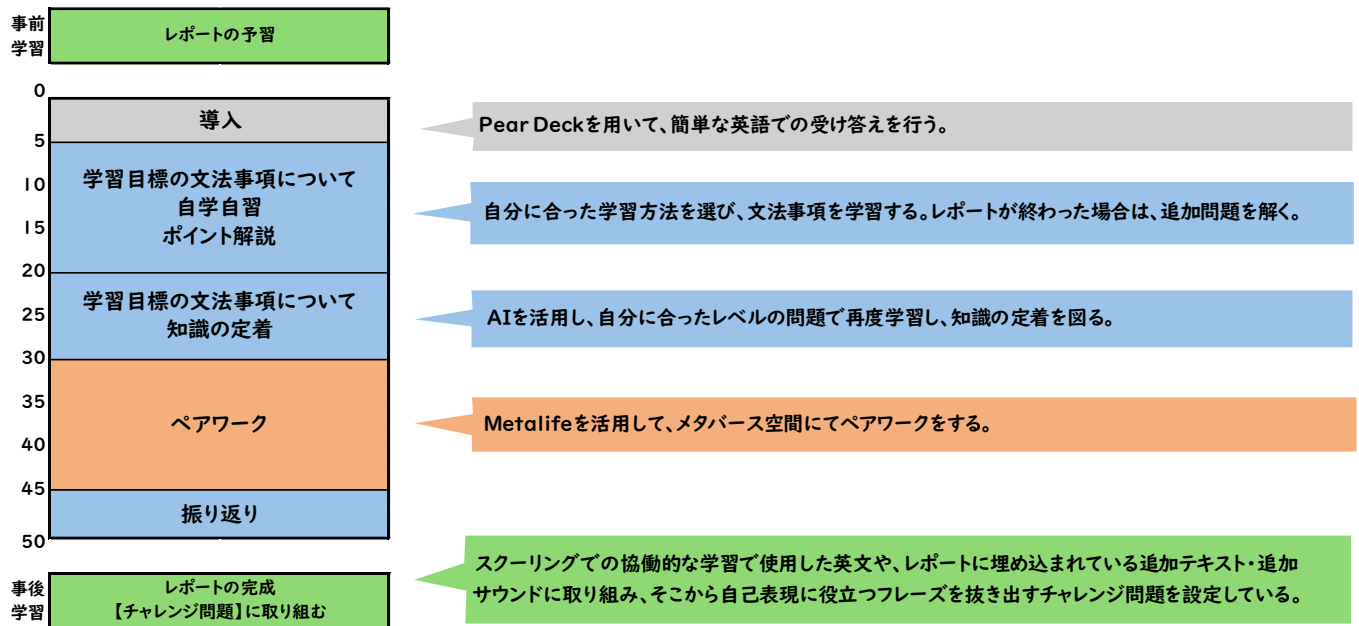 事前
学習
レポートの予習
0
導入
Pear Deckを用いて、簡単な英語での受け答えを行う。
5
学習目標の文法事項について
自学自習
ポイント解説
10
15
自分に合った学習方法を選び、文法事項を学習する。レポートが終わった場合は、追加問題を解く。
20
学習目標の文法事項について
知識の定着
25
AIを活用し、自分に合ったレベルの問題で再度学習し、知識の定着を図る。
30
35
ペアワーク
Metalifeを活用して、メタバース空間にてペアワークをする。
40
45
振り返り
50
事後
学習
レポートの完成
【チャレンジ問題】に取り組む
スクーリングでの協働的な学習で使用した英文や、レポートに埋め込まれている追加テキスト・追加
サウンドに取り組み、そこから自己表現に役立つフレーズを抜き出すチャレンジ問題を設定している。